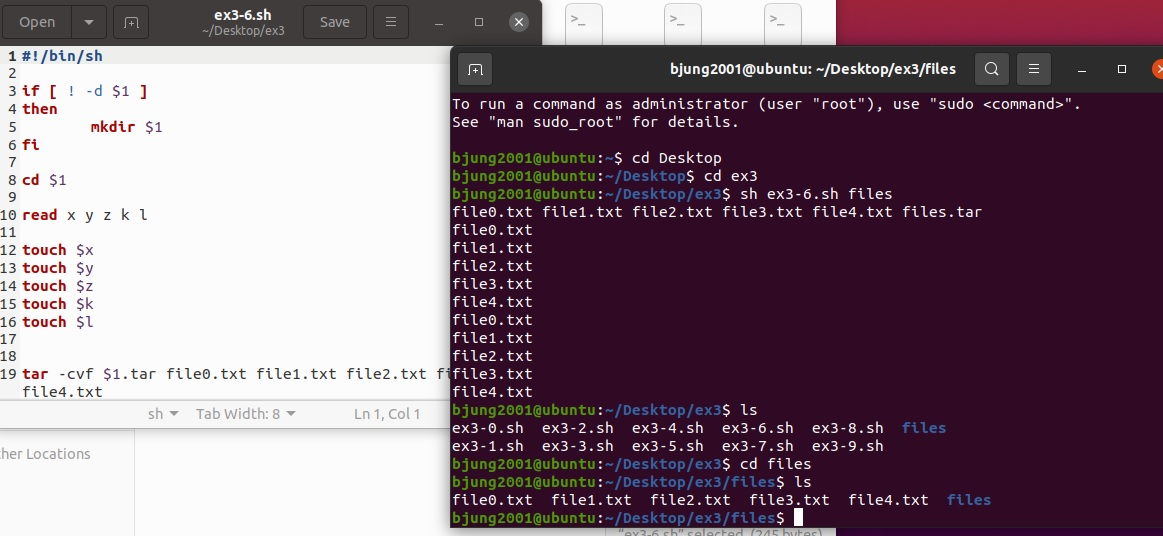 Open
ex3-6.sh
~/Desktop/ex3
Save
1 #!/bin/sh
2
3 if [ ! -d $1 ]
4 then
5 mkdir $1
6 fi
7
8 cd $1
9
10 read x y z k l
11
12 touch $x
13 touch $y
14 touch $z
15 touch $k
16 touch $l
17
18
19 tar -cvf $1.tar file0.txt file1.txt file2.txt fi
file4.txt
sh Tab Width: 8 Ln 1, Col 1
her Locations
>_ >_ >_
bjung2001@ubuntu: ~/Desktop/ex3/files
To run a command as administrator (user "root"), use "sudo <command>".
See "man sudo_root" for details.
bjung2001@ubuntu:~$ cd Desktop
bjung2001@ubuntu:~/Desktop$ cd ex3
bjung2001@ubuntu:~/Desktop/ex3$ sh ex3-6.sh files
file0.txt file1.txt file2.txt file3.txt file4.txt files.tar
file0.txt
file1.txt
file2.txt
file3.txt
file4.txt
file0.txt
file1.txt
file2.txt
file3.txt
file4.txt
bjung2001@ubuntu:~/Desktop/ex3$ ls
ex3-0.sh ex3-2.sh ex3-4.sh ex3-6.sh ex3-8.sh files
ex3-1.sh ex3-3.sh ex3-5.sh ex3-7.sh ex3-9.sh
bjung2001@ubuntu:~/Desktop/ex3$ cd files
bjung2001@ubuntu:~/Desktop/ex3/files$ ls
file0.txt file1.txt file2.txt file3.txt file4.txt files
bjung2001@ubuntu:~/Desktop/ex3/files$
"ex3-6.sh" selected (245 bytes)